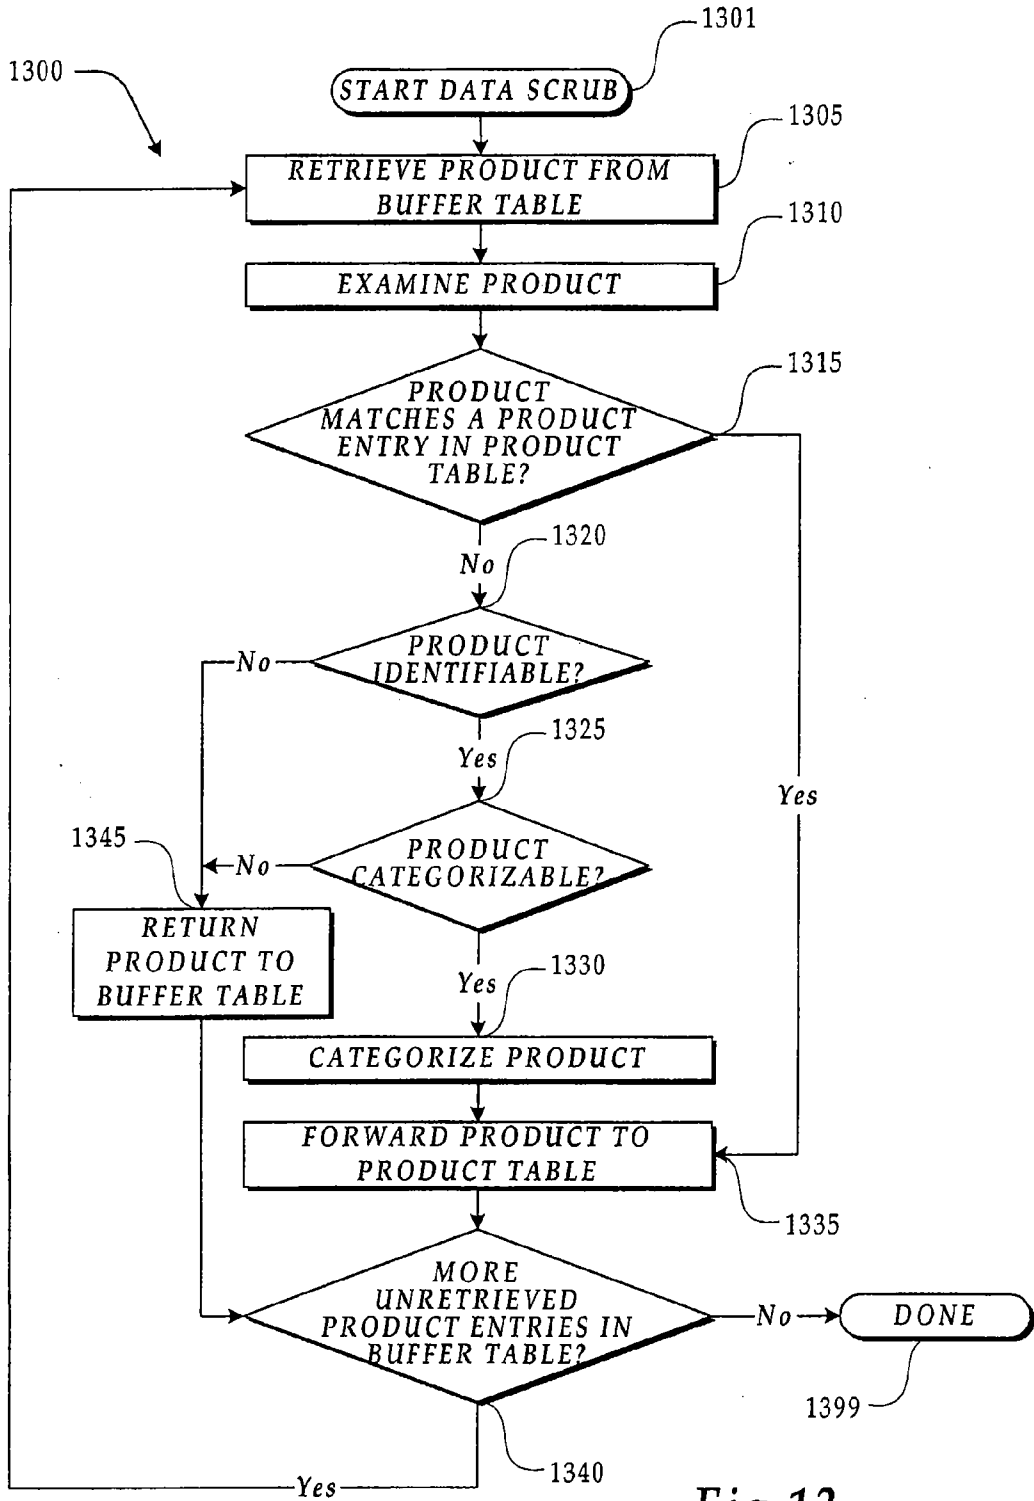 1301
1300
START DATA SCRUB
1305
RETRIEVE PRODUCT FROM
BUFFER TABLE
1310
EXAMINE PRODUCT
1315
PRODUCT
MATCHES A PRODUCT
ENTRY IN PRODUCT
TABLE?
1320
No
PRODUCT
IDENTIFIABLE?
No
1325
Yes
Yes
1345
PRODUCT
CATEGORIZABLE?
No
RETURN
PRODUCT TO
BUFFER TABLE
1330
Yes
CATEGORIZE PRODUCT
FORWARD PRODUCT TO
PRODUCT TABLE
1335
MORE
UNRETRIEVED
PRODUCT ENTRIES IN
BUFFER TABLE?
No
DONE
1399
1340
Yes